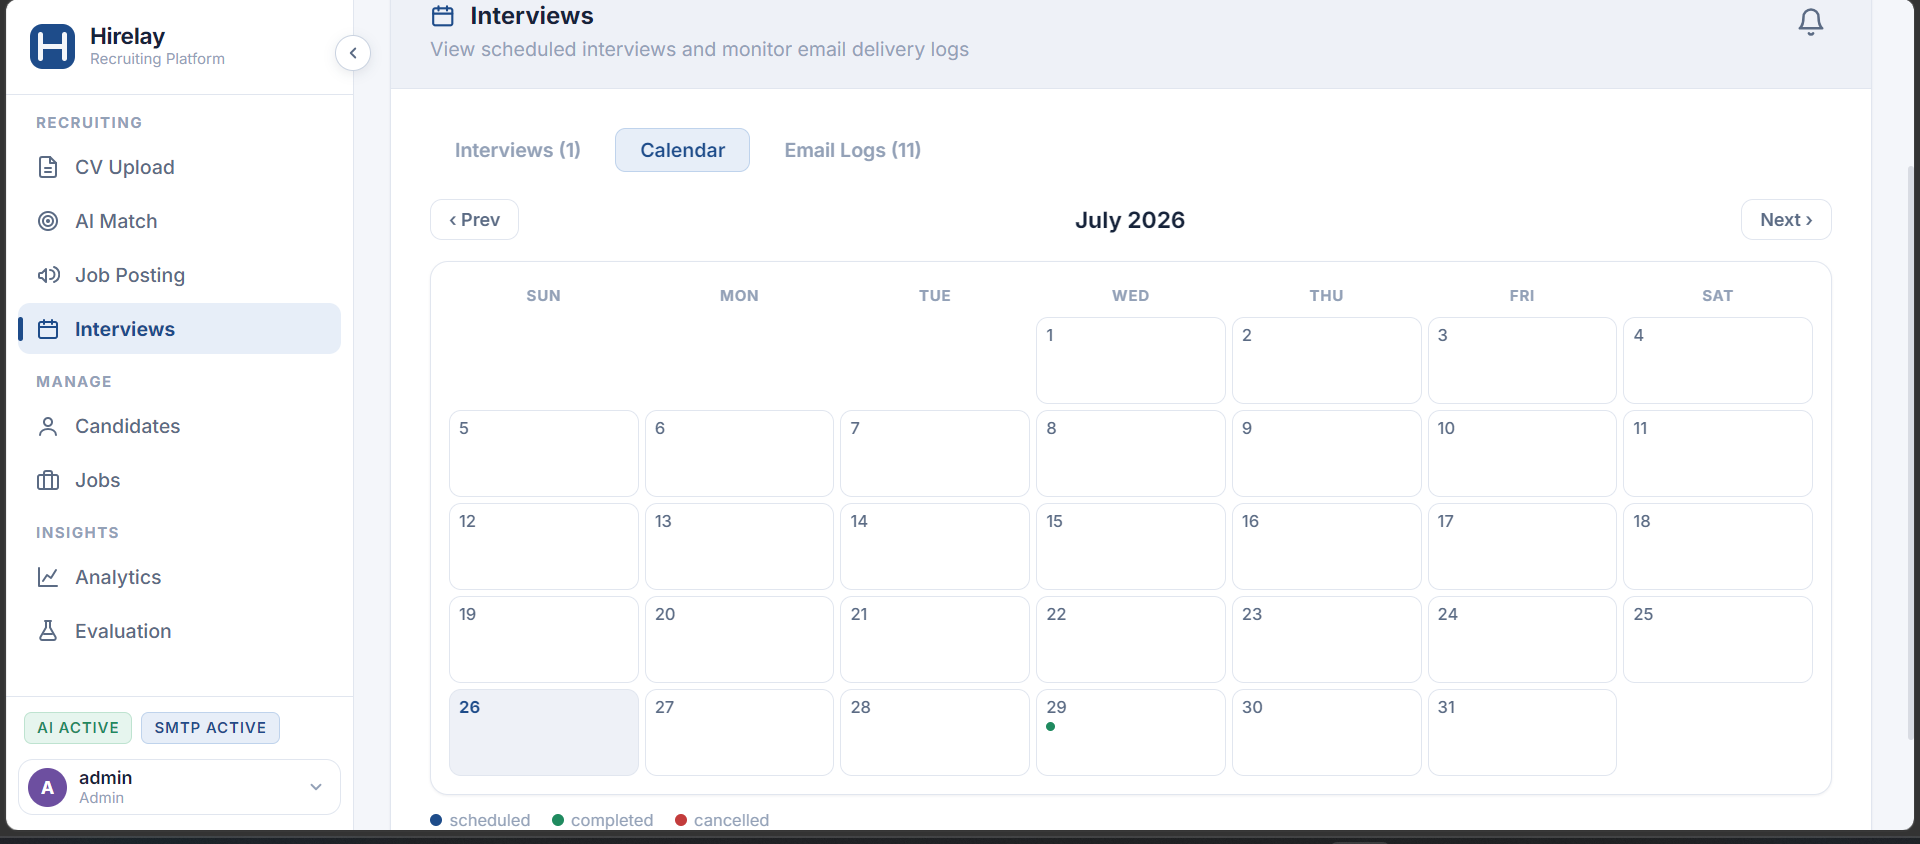 Hirelay
Recruiting Platform
RECRUITING
CV Upload
AI Match
Job Posting
Interviews
MANAGE
Candidates
Jobs
INSIGHTS
Analytics
Evaluation
AI ACTIVE SMTP ACTIVE
A
admin
Admin
Interviews
View scheduled interviews and monitor email delivery logs
Interviews (1) Calendar Email Logs (11)
‹ Prev July 2026 Next ›
SUN MON TUE WED THU FRI SAT
1 2 3 4
5 6 7 8 9 10 11
12 13 14 15 16 17 18
19 20 21 22 23 24 25
26 27 28 29 30 31
scheduled completed cancelled